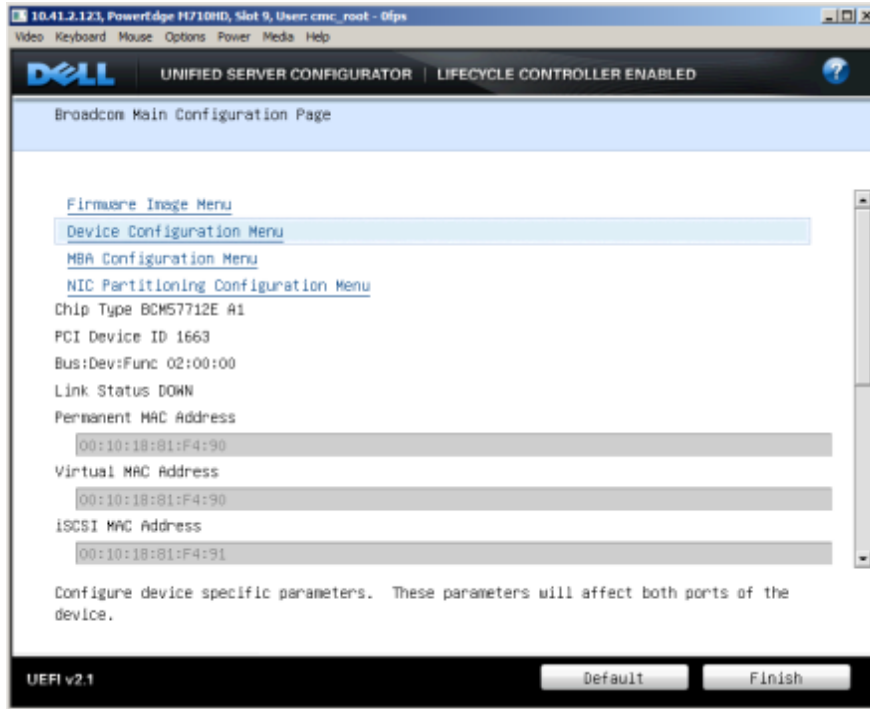 10.41.2.123, PowerEdge M710HD, Slot 9, User: cmc_root - 0fps
Video Keyboard Mouse Options Power Media Help
DELL UNIFIED SERVER CONFIGURATOR | LIFECYCLE CONTROLLER ENABLED ?
Broadcom Main Configuration Page
Firmware Image Menu
Device Configuration Menu
MBA Configuration Menu
NIC Partitioning Configuration Menu
Chip Type BCM57712E A1
PCI Device ID 1663
Bus:Dev:Func 02:00:00
Link Status DOWN
Permanent MAC Address
00:10:18:81:F4:90
Virtual MAC Address
00:10:18:81:F4:90
iSCSI MAC Address
00:10:18:81:F4:91
Configure device specific parameters. These parameters will affect both ports of the
device.
UEFI v2.1 Default Finish